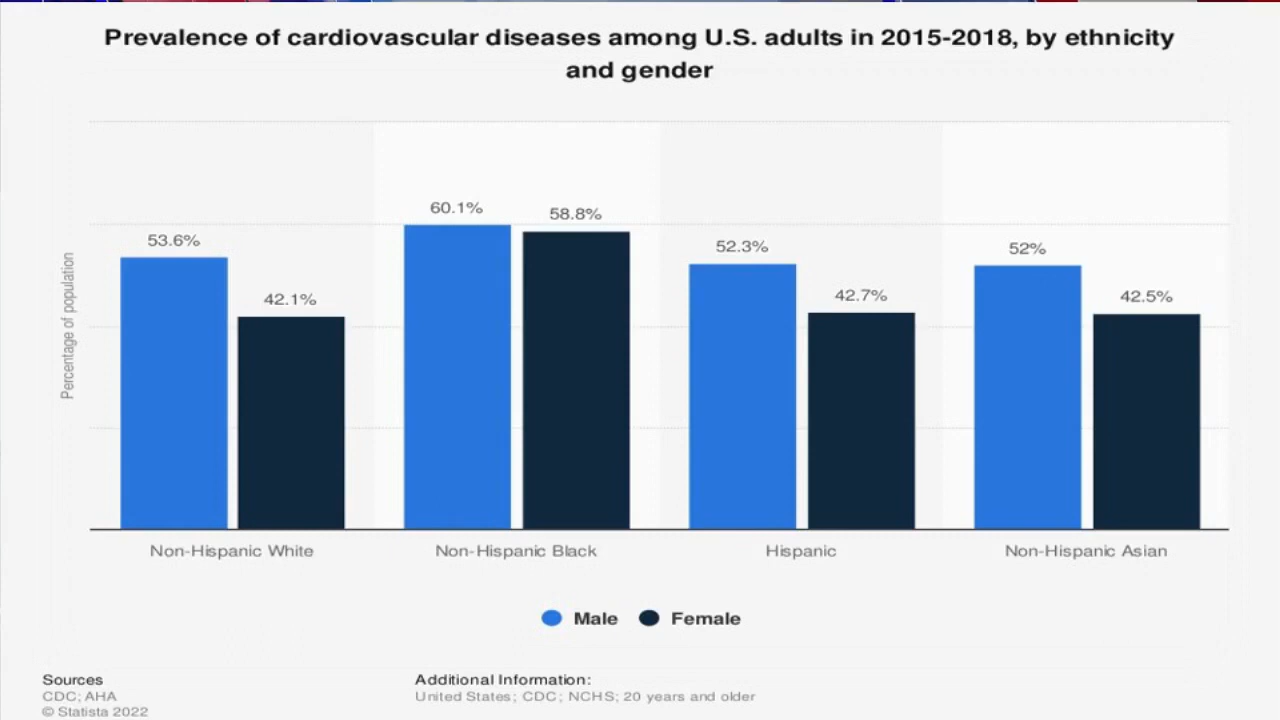 Prevalence of cardiovascular diseases among U.S. adults in 2015-2018, by ethnicity
and gender
Percentage of population
53.6%
42.1%
60.1%
58.8%
52.3%
42.7%
52%
42.5%
Non-Hispanic White
Non-Hispanic Black
Hispanic
Non-Hispanic Asian
Male
Female
Sources
CDC; AHA
© Statista 2022
Additional Information:
United States; CDC; NCHS; 20 years and older